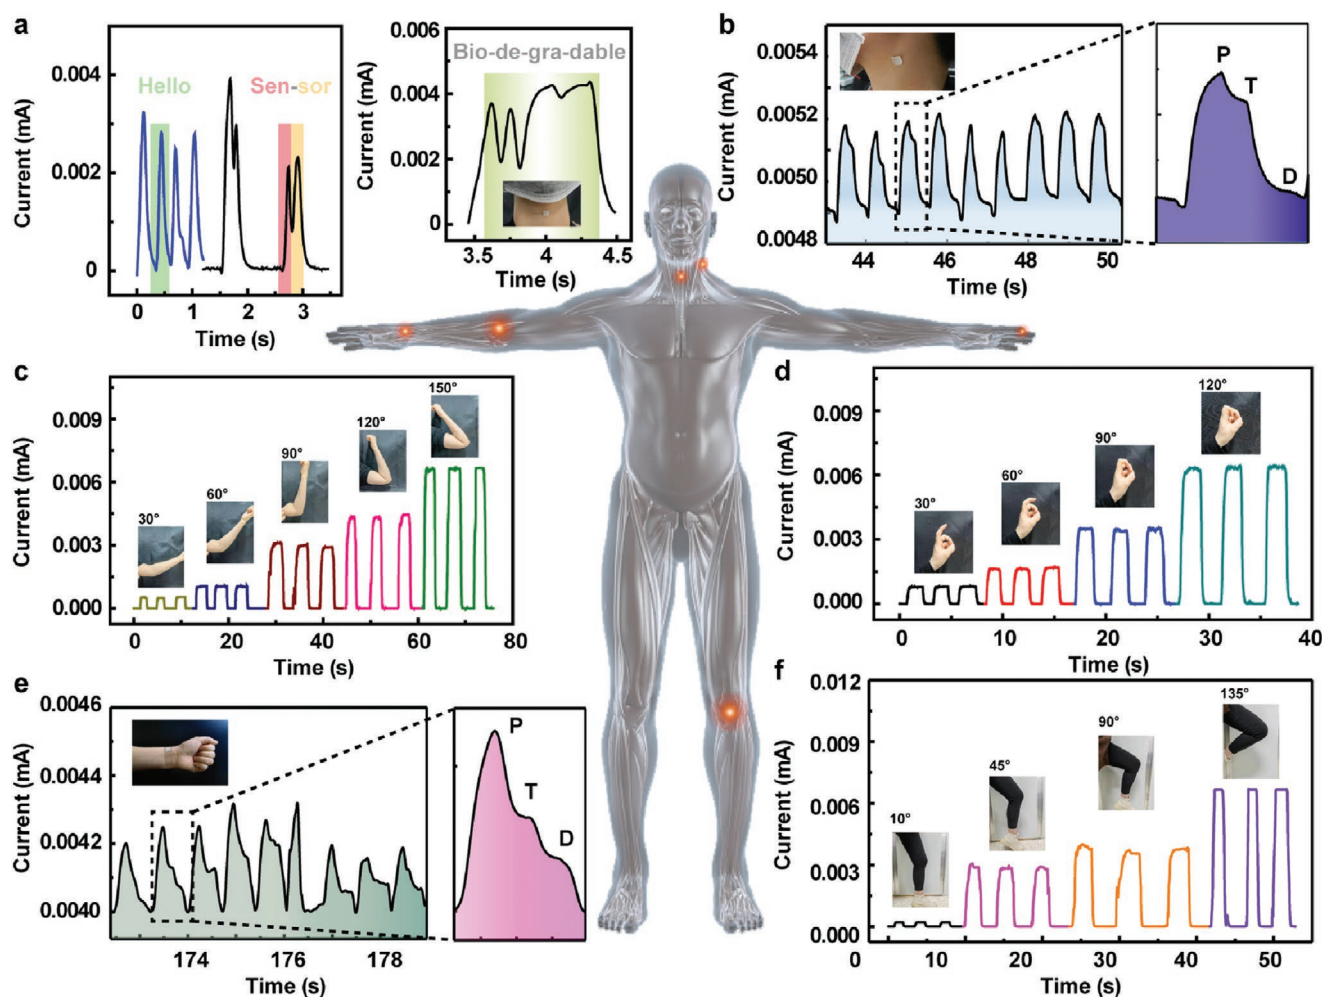 a
Current (mA)
0.004
0.002
0
Hello
Sen-sor
0 1 2 3
Time (s)
Current (mA)
0.006
0.004
0.002
0
Bio-de-gra-dable
3.5 4.0 4.5
Time (s)
b
Current (mA)
0.0054
0.0052
0.0050
0.0048
44 46 48 50
Time (s)
P
T
D
c
Current (mA)
0.009
0.006
0.003
0.000
30°
60°
90°
120°
150°
0 20 40 60 80
Time (s)
d
Current (mA)
0.009
0.006
0.003
0.000
30°
60°
90°
120°
0 10 20 30 40
Time (s)
e
Current (mA)
0.0046
0.0044
0.0042
0.0040
174 176 178
Time (s)
P
T
D
f
Current (mA)
0.012
0.009
0.006
0.003
0.000
10°
45°
90°
135°
0 10 20 30 40 50
Time (s)